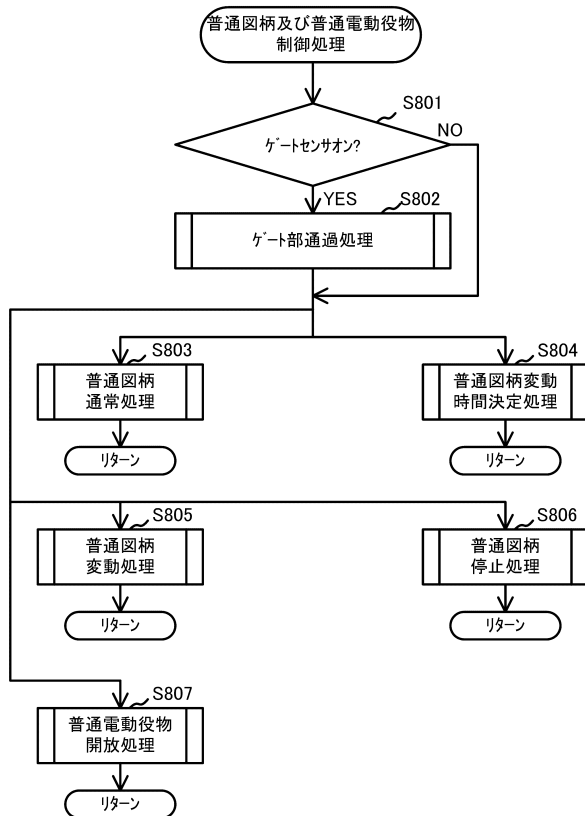 普通図柄及び普通電動役物
制御処理
S801
ｹﾞｰﾄセンサオン?
NO
YES
S802
ｹﾞｰﾄ部通過処理
S803
普通図柄
通常処理
S804
普通図柄変動
時間決定処理
ﾘﾀｰﾝ
ﾘﾀｰﾝ
S805
普通図柄
変動処理
S806
普通図柄
停止処理
ﾘﾀｰﾝ
ﾘﾀｰﾝ
S807
普通電動役物
開放処理
ﾘﾀｰﾝ